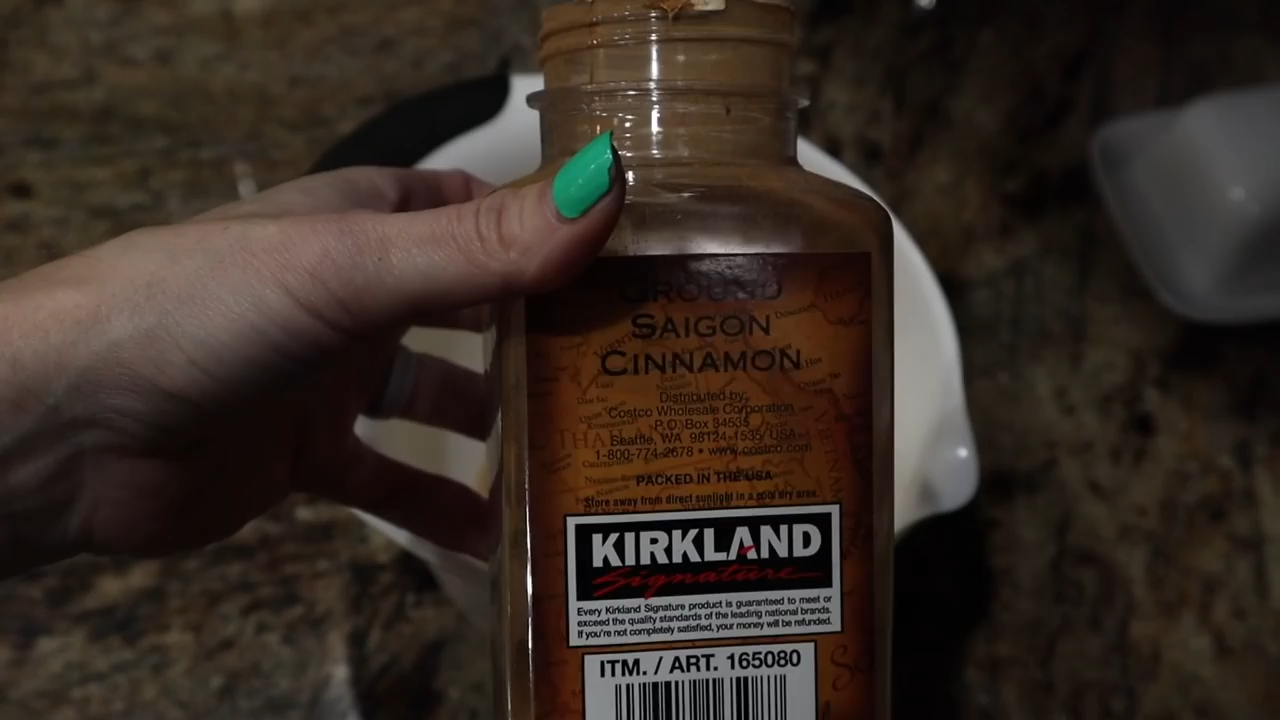 GROUND
SAIGON
CINNAMON
Distributed by
Costco Wholesale Corporation
P.O. Box 34535
Seattle, WA 98124-1535/USA
1-800-774-2678 • www.costco.com
THAILAND
VIETNAM
PACKED IN THE USA
Store away from direct sunlight in a cool dry area.
KIRKLAND
Signature
Every Kirkland Signature product is guaranteed to meet or
exceed the quality standards of the leading national brands.
If you're not completely satisfied, your money will be refunded.
ITM. / ART. 165080